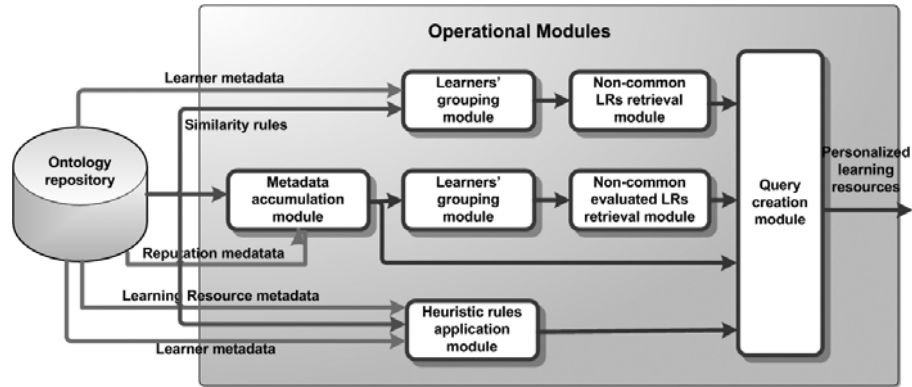 Operational Modules
Learner metadata
Learners'
grouping
module
Non-common
LRs retrieval
module
Similarity rules
Ontology
repository
Metadata
accumulation
module
Learners'
grouping
module
Non-common
evaluated LRs
retrieval module
Query
creation
module
Personalized
learning
resources
Reputation medatata
Learning Resource metadata
Heuristic rules
application
module
Learner metadata